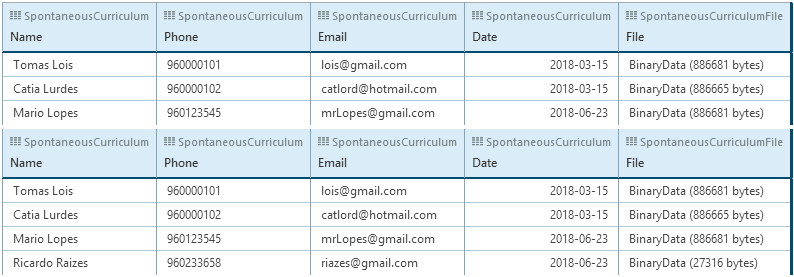 SpontaneousCurriculum SpontaneousCurriculum SpontaneousCurriculum SpontaneousCurriculum SpontaneousCurriculumFile
Name Phone Email Date File
Tomas Lois 960000101 lois@gmail.com 2018-03-15 BinaryData (886681 bytes)
Catia Lurdes 960000102 catlord@hotmail.com 2018-03-15 BinaryData (886665 bytes)
Mario Lopes 960123545 mrLopes@gmail.com 2018-06-23 BinaryData (886681 bytes)
SpontaneousCurriculum SpontaneousCurriculum SpontaneousCurriculum SpontaneousCurriculum SpontaneousCurriculumFile
Name Phone Email Date File
Tomas Lois 960000101 lois@gmail.com 2018-03-15 BinaryData (886681 bytes)
Catia Lurdes 960000102 catlord@hotmail.com 2018-03-15 BinaryData (886665 bytes)
Mario Lopes 960123545 mrLopes@gmail.com 2018-06-23 BinaryData (886681 bytes)
Ricardo Raizes 960233658 riazes@gmail.com 2018-06-23 BinaryData (27316 bytes)